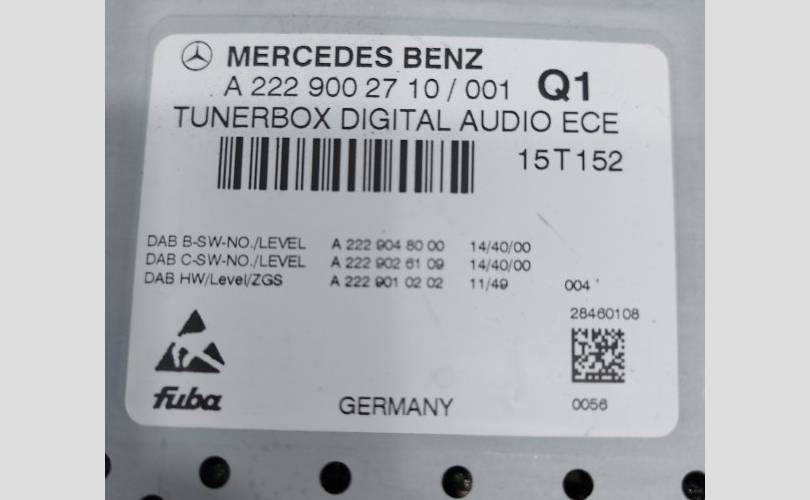 MERCEDES BENZ
A 222 900 27 10 / 001 Q1
TUNERBOX DIGITAL AUDIO ECE
15T152
DAB B-SW-NO./LEVEL A 222 904 80 00 14/40/00
DAB C-SW-NO./LEVEL A 222 902 61 09 14/40/00
DAB HW/Level/ZGS A 222 901 02 02 11/49 004
28460108
fuba GERMANY 0056